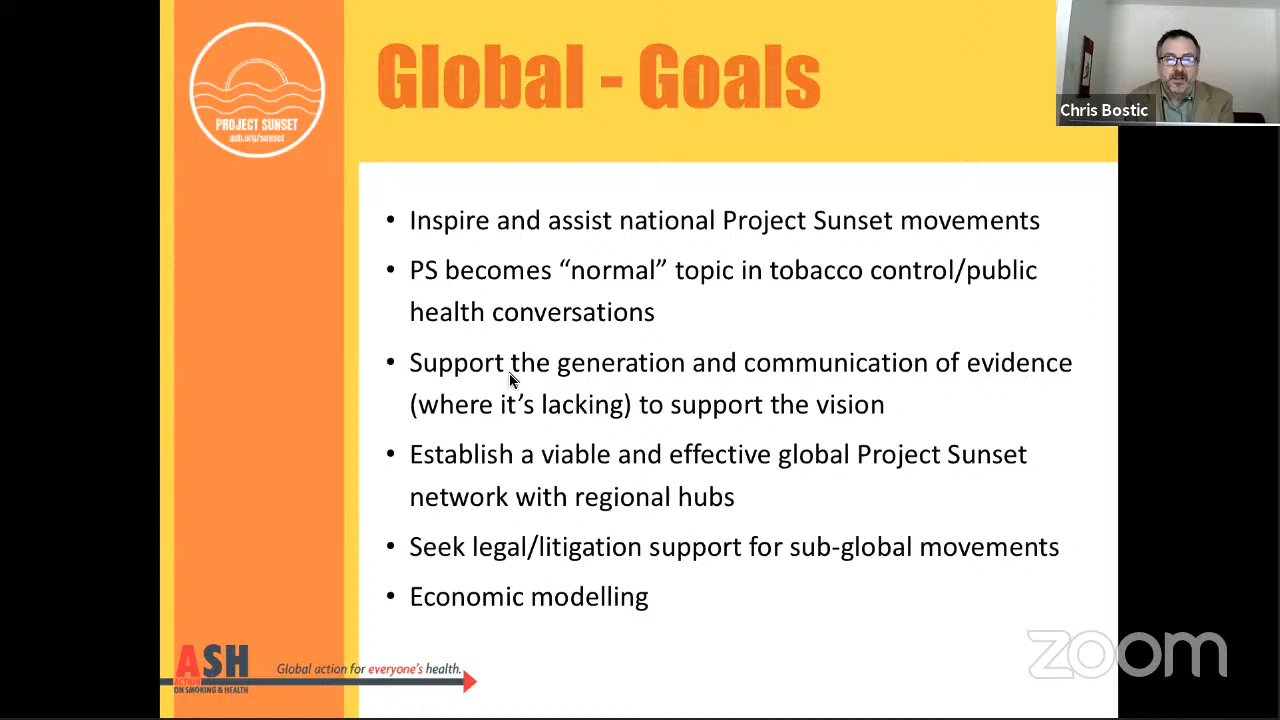 Global - Goals
PROJECT SUNSET
ash.org/sunset
Chris Bostic
• Inspire and assist national Project Sunset movements
• PS becomes “normal” topic in tobacco control/public
health conversations
• Support the generation and communication of evidence
(where it’s lacking) to support the vision
• Establish a viable and effective global Project Sunset
network with regional hubs
• Seek legal/litigation support for sub-global movements
• Economic modelling
ASH
ACTION
ON SMOKING & HEALTH
Global action for everyone’s health.
zoom